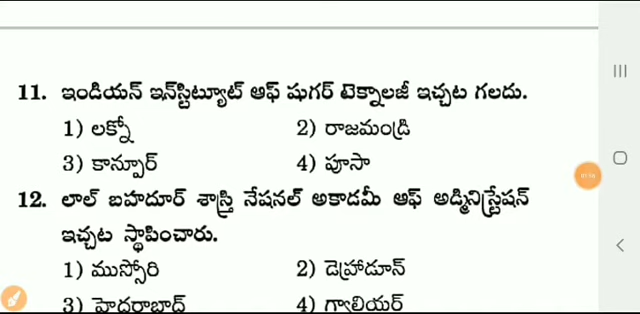 11. ఇండియన్ ఇన్‌స్టిట్యూట్ ఆఫ్ షుగర్ టెక్నాలజీ ఇచ్చట గలదు.
1) లక్నో 2) రాజమండ్రి
3) కాన్పూర్ 4) పూసా
12. లాల్ బహదూర్ శాస్త్రి నేషనల్ అకాడమీ ఆఫ్ అడ్మినిస్ట్రేషన్
ఇచ్చట స్థాపించారు.
1) ముస్సోరి 2) డెహ్రాడూన్
3) హైదరాబాద్ 4) గ్వాలియర్